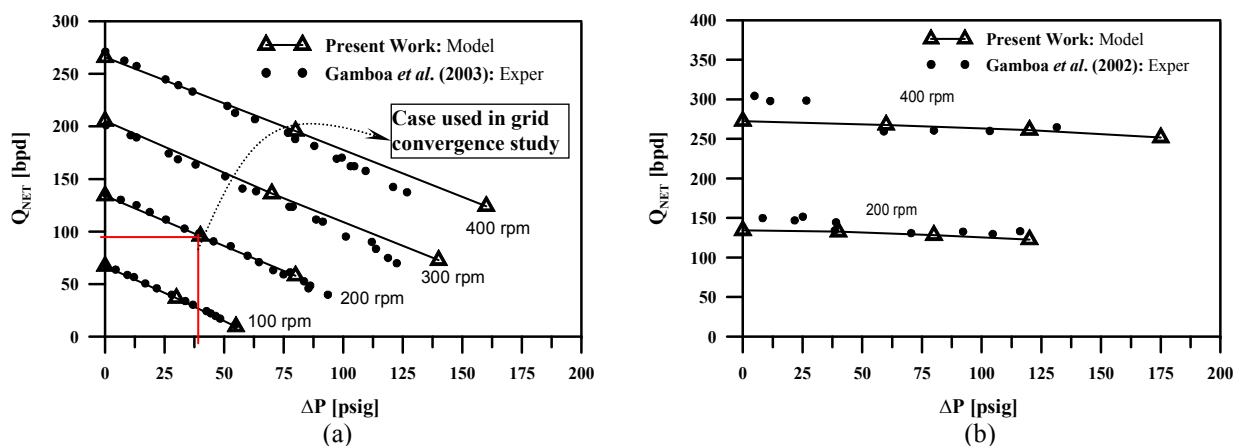 300
250
200
150
100
50
0
Q_NET [bpd]
Present Work: Model
Gamboa et al. (2003): Exper
Case used in grid
convergence study
400 rpm
300 rpm
200 rpm
100 rpm
0 25 50 75 100 125 150 175 200
ΔP [psig]
(a)
400
350
300
250
200
150
100
50
0
Q_NET [bpd]
Present Work: Model
Gamboa et al. (2002): Exper
400 rpm
200 rpm
0 25 50 75 100 125 150 175 200
ΔP [psig]
(b)